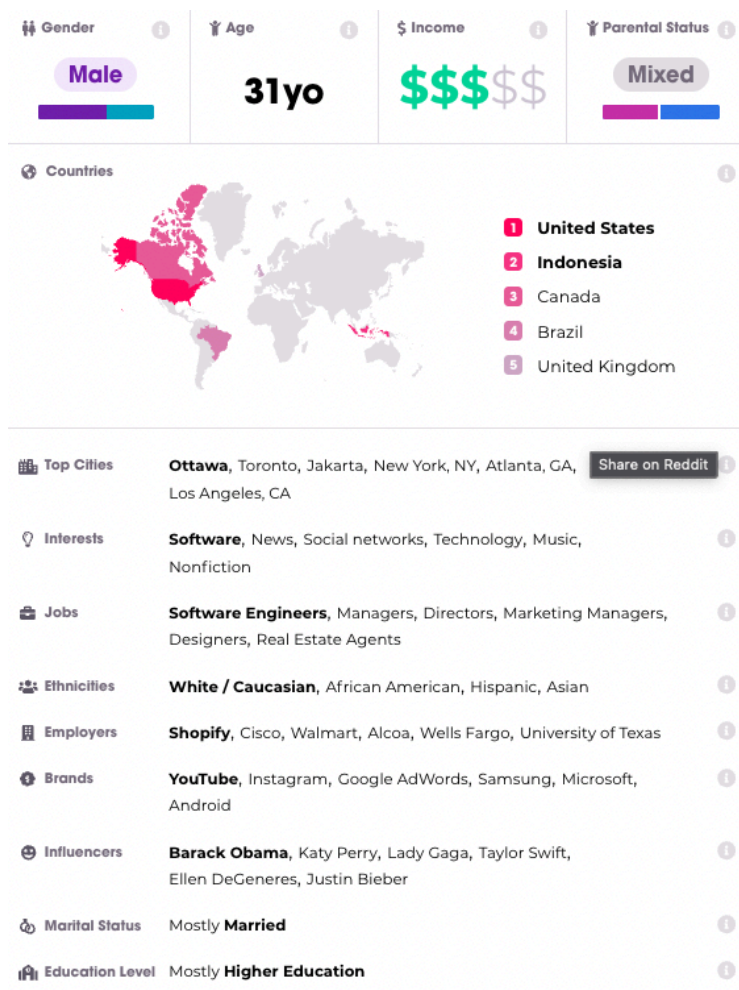 Gender
Age
$ Income
Parental Status
Male
31yo
$$$$$
Mixed
Countries
1 United States
2 Indonesia
3 Canada
4 Brazil
5 United Kingdom
Top Cities Ottawa, Toronto, Jakarta, New York, NY, Atlanta, GA, Share on Reddit
Los Angeles, CA
Interests Software, News, Social networks, Technology, Music,
Nonfiction
Jobs Software Engineers, Managers, Directors, Marketing Managers,
Designers, Real Estate Agents
Ethnicities White / Caucasian, African American, Hispanic, Asian
Employers Shopify, Cisco, Walmart, Alcoa, Wells Fargo, University of Texas
Brands YouTube, Instagram, Google AdWords, Samsung, Microsoft,
Android
Influencers Barack Obama, Katy Perry, Lady Gaga, Taylor Swift,
Ellen DeGeneres, Justin Bieber
Marital Status Mostly Married
Education Level Mostly Higher Education